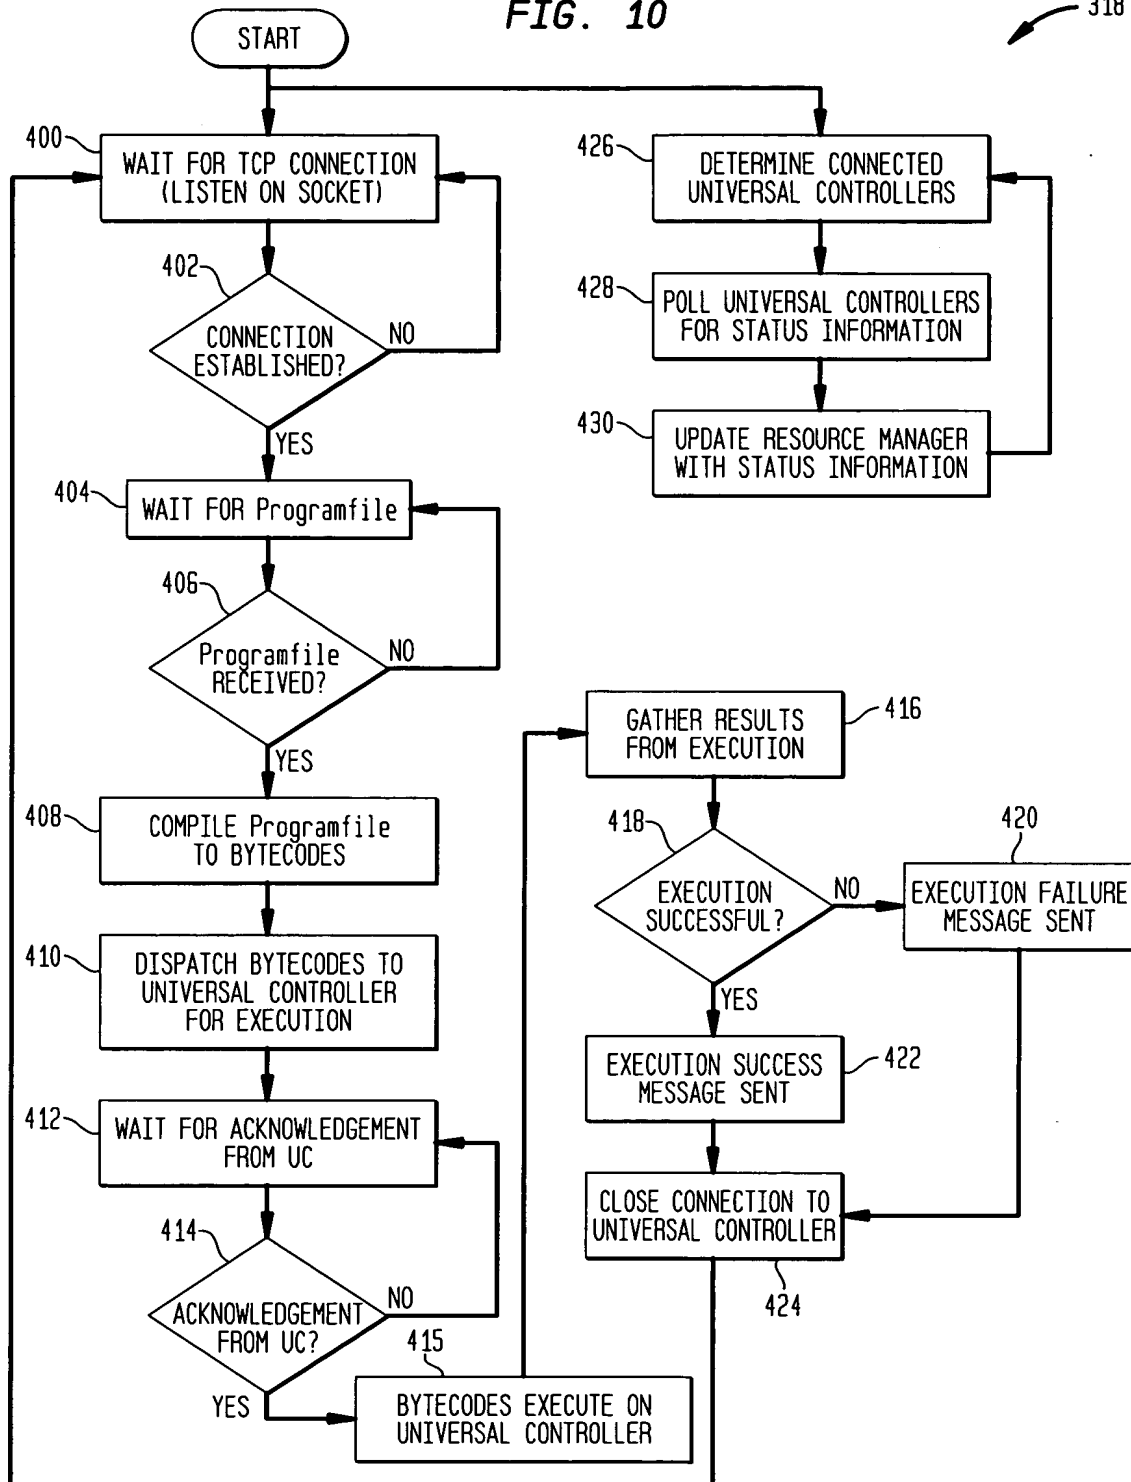 FIG. 10
318
START
400
WAIT FOR TCP CONNECTION
(LISTEN ON SOCKET)
402
CONNECTION
ESTABLISHED?
NO
YES
404
WAIT FOR Programfile
406
Programfile
RECEIVED?
NO
YES
408
COMPILE Programfile
TO BYTECODES
410
DISPATCH BYTECODES TO
UNIVERSAL CONTROLLER
FOR EXECUTION
412
WAIT FOR ACKNOWLEDGEMENT
FROM UC
414
ACKNOWLEDGEMENT
FROM UC?
NO
YES
415
BYTECODES EXECUTE ON
UNIVERSAL CONTROLLER
416
GATHER RESULTS
FROM EXECUTION
418
EXECUTION
SUCCESSFUL?
NO
YES
420
EXECUTION FAILURE
MESSAGE SENT
422
EXECUTION SUCCESS
MESSAGE SENT
CLOSE CONNECTION TO
UNIVERSAL CONTROLLER
424
426
DETERMINE CONNECTED
UNIVERSAL CONTROLLERS
428
POLL UNIVERSAL CONTROLLERS
FOR STATUS INFORMATION
430
UPDATE RESOURCE MANAGER
WITH STATUS INFORMATION